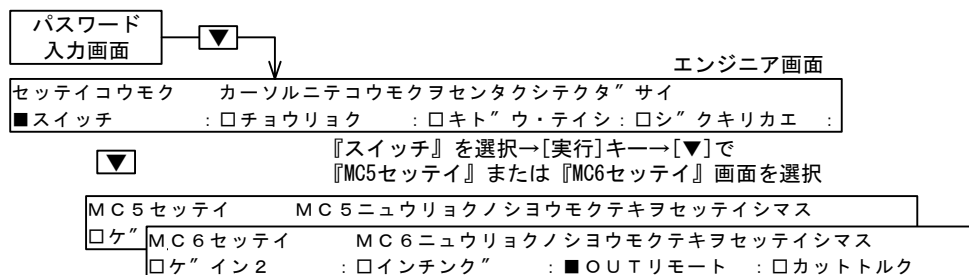 パスワード
入力画面
▼
エンジニア画面
セッテイコウモク　　カーソルニテコウモクヲセンタクシテクタ゛サイ
■スイッチ　　　：□チョウリョク　　：□キト゛ウ・テイシ：□シ゛クキリカエ　：
▼
『スイッチ』を選択→[実行]キー→[▼]で
『MC5セッテイ』または『MC6セッテイ』画面を選択
ＭＣ５セッテイ　　　ＭＣ５ニュウリョクノシヨウモクテキヲセッテイシマス
□ケ゛
ＭＣ６セッテイ　　　ＭＣ６ニュウリョクノシヨウモクテキヲセッテイシマス
□ケ゛イン２　　　：□インチンク゛　　：■ＯＵＴリモート　：□カットトルク